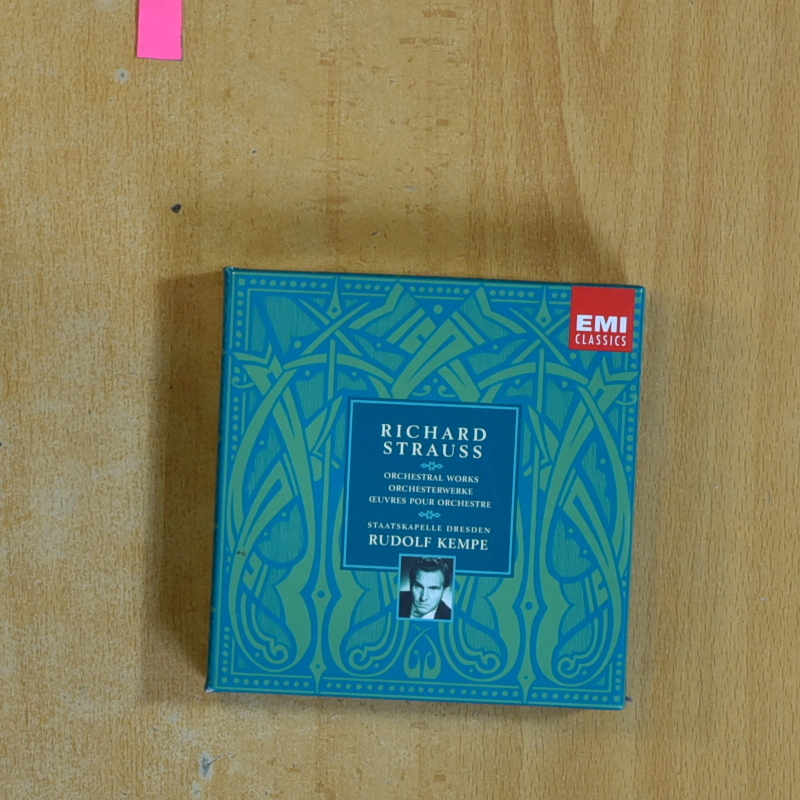 EMI
CLASSICS
RICHARD
STRAUSS
ORCHESTRAL WORKS
ORCHESTERWERKE
ŒUVRES POUR ORCHESTRE
STAATSKAPELLE DRESDEN
RUDOLF KEMPE